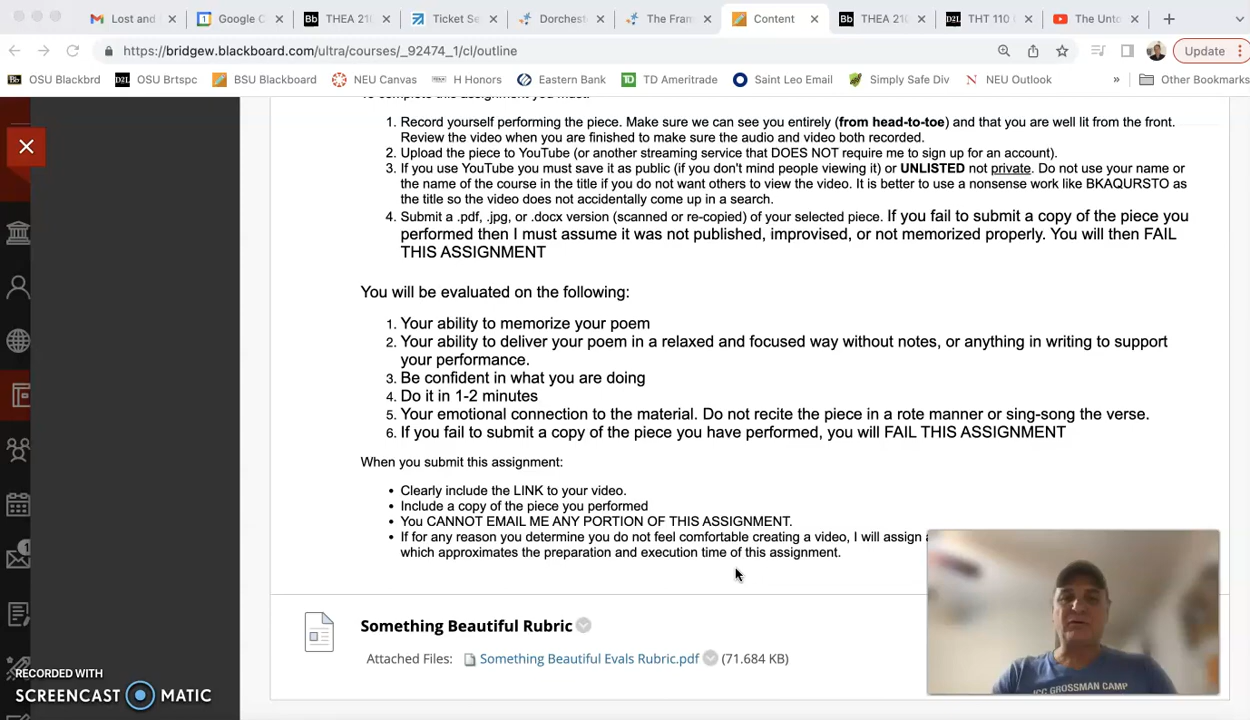 Lost and
Google C
THEA 21
Ticket Se
Dorchest
The Fran
Content
THEA 210
THT 110
The Unto
https://bridgew.blackboard.com/ultra/courses/_92474_1/cl/outline
Update
OSU Blackbrd
OSU Brtspc
BSU Blackboard
NEU Canvas
H Honors
Eastern Bank
TD Ameritrade
Saint Leo Email
Simply Safe Div
NEU Outlook
»
Other Bookmarks
To complete this assignment you must:
1. Record yourself performing the piece. Make sure we can see you entirely (from head-to-toe) and that you are well lit from the front.
Review the video when you are finished to make sure the audio and video both recorded.
2. Upload the piece to YouTube (or another streaming service that DOES NOT require me to sign up for an account).
3. If you use YouTube you must save it as public (if you don't mind people viewing it) or UNLISTED not private. Do not use your name or
the name of the course in the title if you do not want others to view the video. It is better to use a nonsense work like BKAQURSTO as
the title so the video does not accidentally come up in a search.
4. Submit a .pdf, .jpg, or .docx version (scanned or re-copied) of your selected piece. If you fail to submit a copy of the piece you
performed then I must assume it was not published, improvised, or not memorized properly. You will then FAIL
THIS ASSIGNMENT
You will be evaluated on the following:
1. Your ability to memorize your poem
2. Your ability to deliver your poem in a relaxed and focused way without notes, or anything in writing to support
your performance.
3. Be confident in what you are doing
4. Do it in 1-2 minutes
5. Your emotional connection to the material. Do not recite the piece in a rote manner or sing-song the verse.
6. If you fail to submit a copy of the piece you have performed, you will FAIL THIS ASSIGNMENT
When you submit this assignment:
• Clearly include the LINK to your video.
• Include a copy of the piece you performed
• You CANNOT EMAIL ME ANY PORTION OF THIS ASSIGNMENT.
• If for any reason you determine you do not feel comfortable creating a video, I will assign
which approximates the preparation and execution time of this assignment.
Something Beautiful Rubric
Attached Files: Something Beautiful Evals Rubric.pdf (71.684 KB)
1
RECORDED WITH
SCREENCAST MATIC
JCC GROSSMAN CAMP